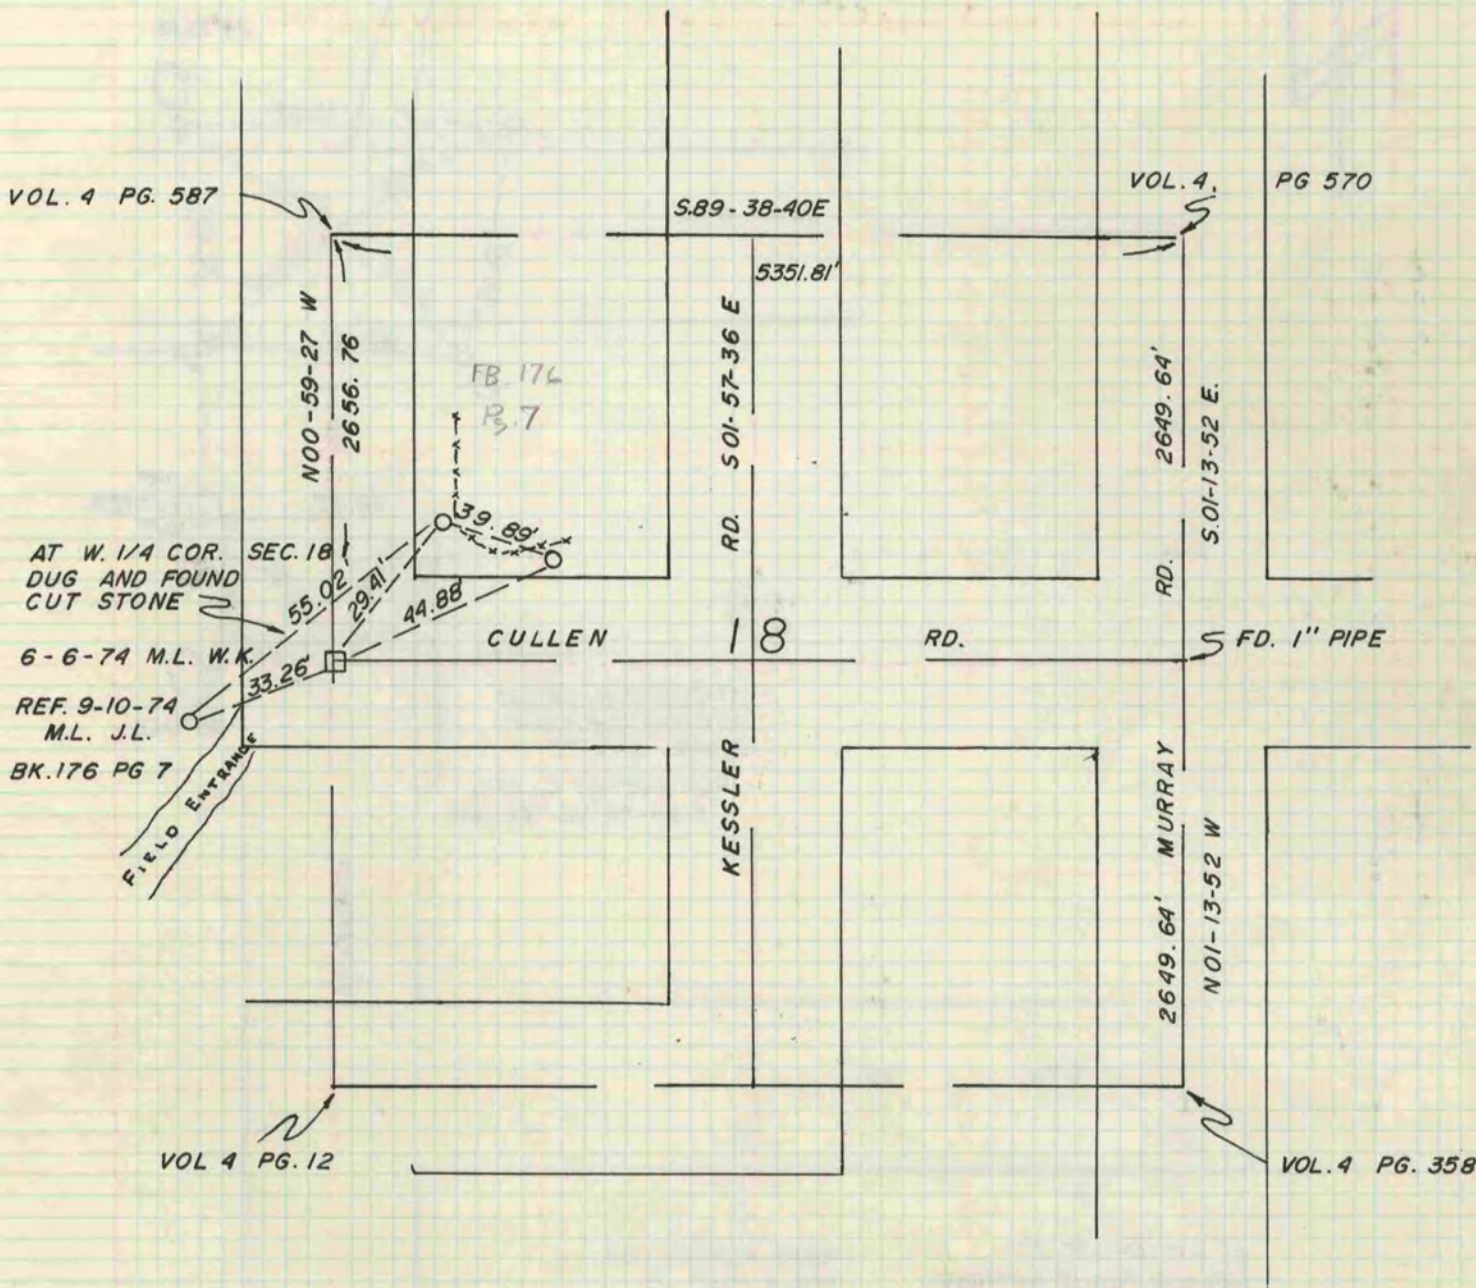 VOL. 4 PG. 587
VOL. 4, PG 570
S.89-38-40E
5351.81'
N00-59-27 W
2656.76
FB 176
Pg. 7
S01-57-36 E
RD.
2649.64'
S.01-13-52 E.
RD.
39.89'
AT W. 1/4 COR. SEC. 18
DUG AND FOUND
CUT STONE
55.02'
29.41'
44.88'
CULLEN 18 RD.
FD. 1" PIPE
6-6-74 M.L. W.K.
33.26'
REF. 9-10-74
M.L. J.L.
BK.176 PG 7
FIELD ENTRANCE
KESSLER
MURRAY
2649.64'
N01-13-52 W
VOL 4 PG. 12
VOL. 4 PG. 358